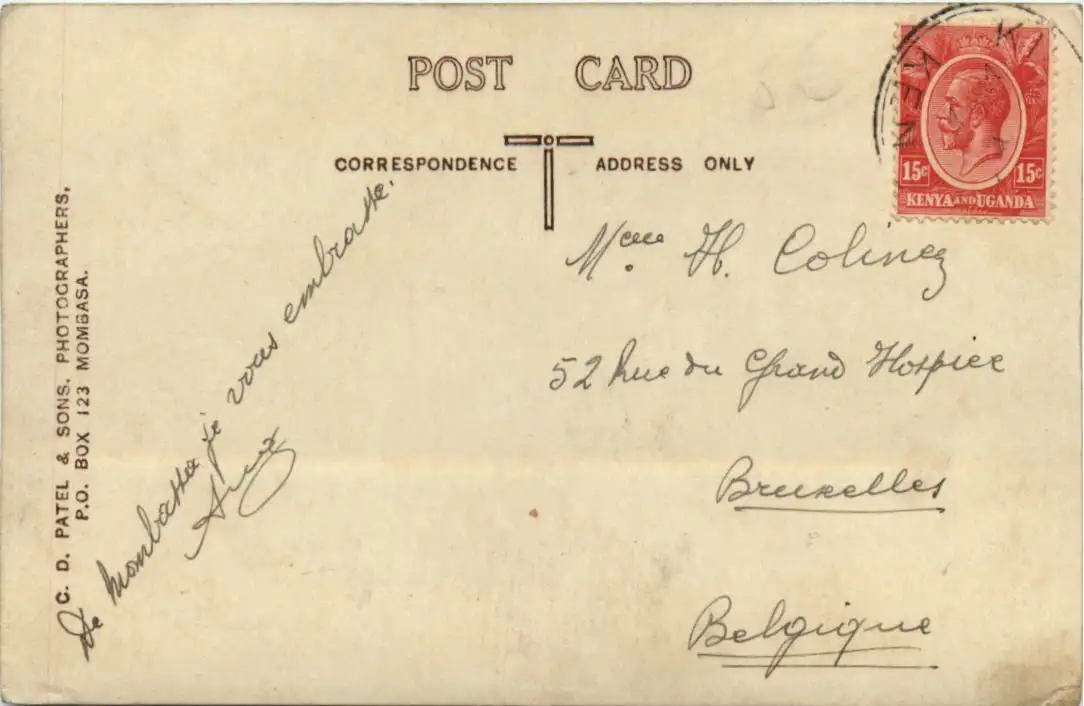 POST CARD
CORRESPONDENCE
ADDRESS ONLY
15c 15c
KENYA AND UGANDA
KEN
C. D. PATEL & SONS. PHOTOGRAPHERS,
P.O. BOX 123 MOMBASA.
De Mombassa je vous embrasse.
Mme H. Colinez
52 Rue du Grand Hospice
Bruxelles
Belgique